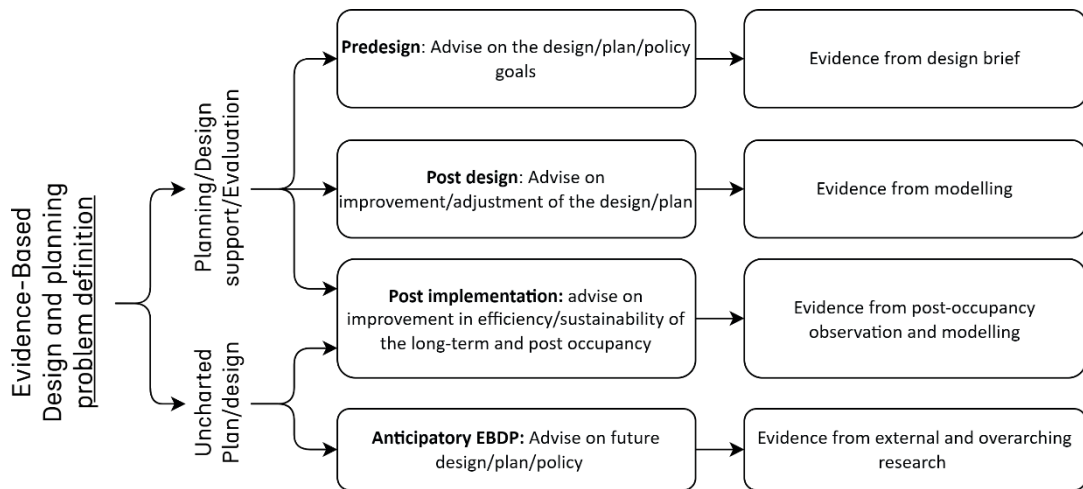 Evidence-Based
Design and planning
problem definition
Planning/Design
support/Evaluation
Uncharted
Plan/design
Predesign: Advise on the design/plan/policy
goals
Evidence from design brief
Post design: Advise on
improvement/adjustment of the design/plan
Evidence from modelling
Post implementation: advise on
improvement in efficiency/sustainability of
the long-term and post occupancy
Evidence from post-occupancy
observation and modelling
Anticipatory EBDP: Advise on future
design/plan/policy
Evidence from external and overarching
research